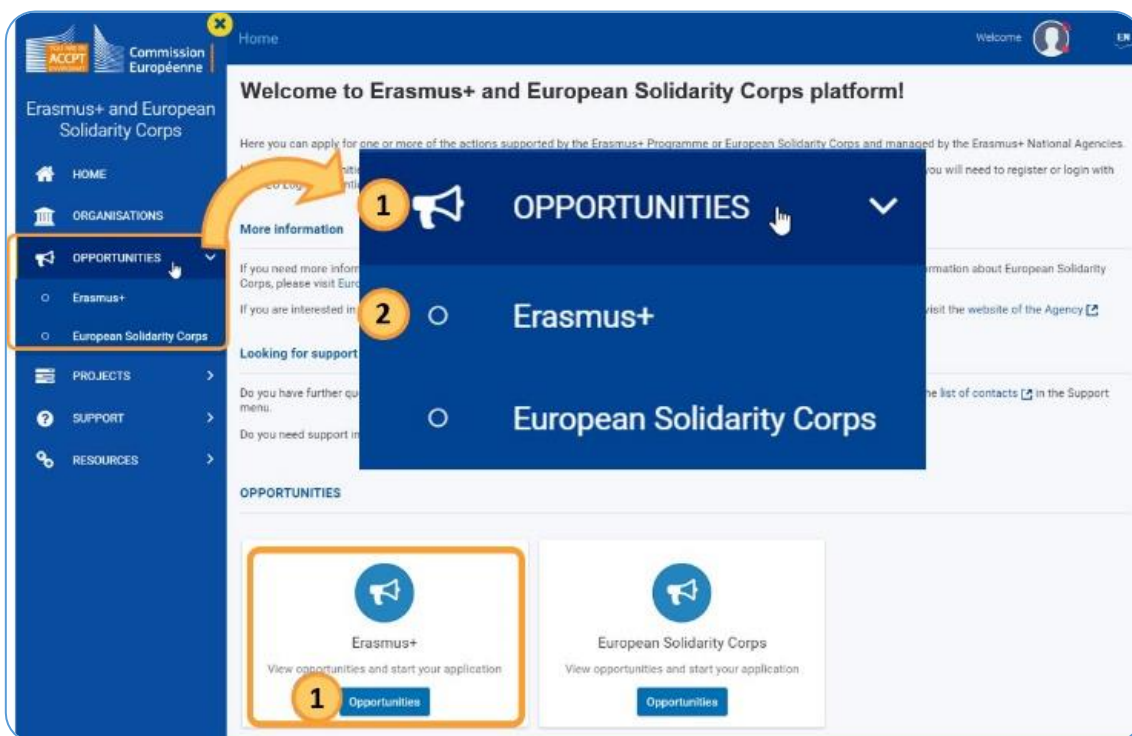 YOU ARE IN
ACCPT
ENVIRONMENT
Commission
Européenne
Erasmus+ and European
Solidarity Corps
HOME
ORGANISATIONS
OPPORTUNITIES
Erasmus+
European Solidarity Corps
PROJECTS
SUPPORT
RESOURCES
Home
Welcome
EN
Welcome to Erasmus+ and European Solidarity Corps platform!
Here you can apply for one or more of the actions supported by the Erasmus+ Programme or European Solidarity Corps and managed by the Erasmus+ National Agencies.
you will need to register or login with
More information
If you need more
Corps, please visit
about European Solidarity
If you are interested in
visit the website of the Agency
Looking for support
Do you have further
list of contacts in the Support
menu.
Do you need support
1
OPPORTUNITIES
2
Erasmus+
European Solidarity Corps
OPPORTUNITIES
Erasmus+
View opportunities and start your application
1
Opportunities
European Solidarity Corps
View opportunities and start your application
Opportunities